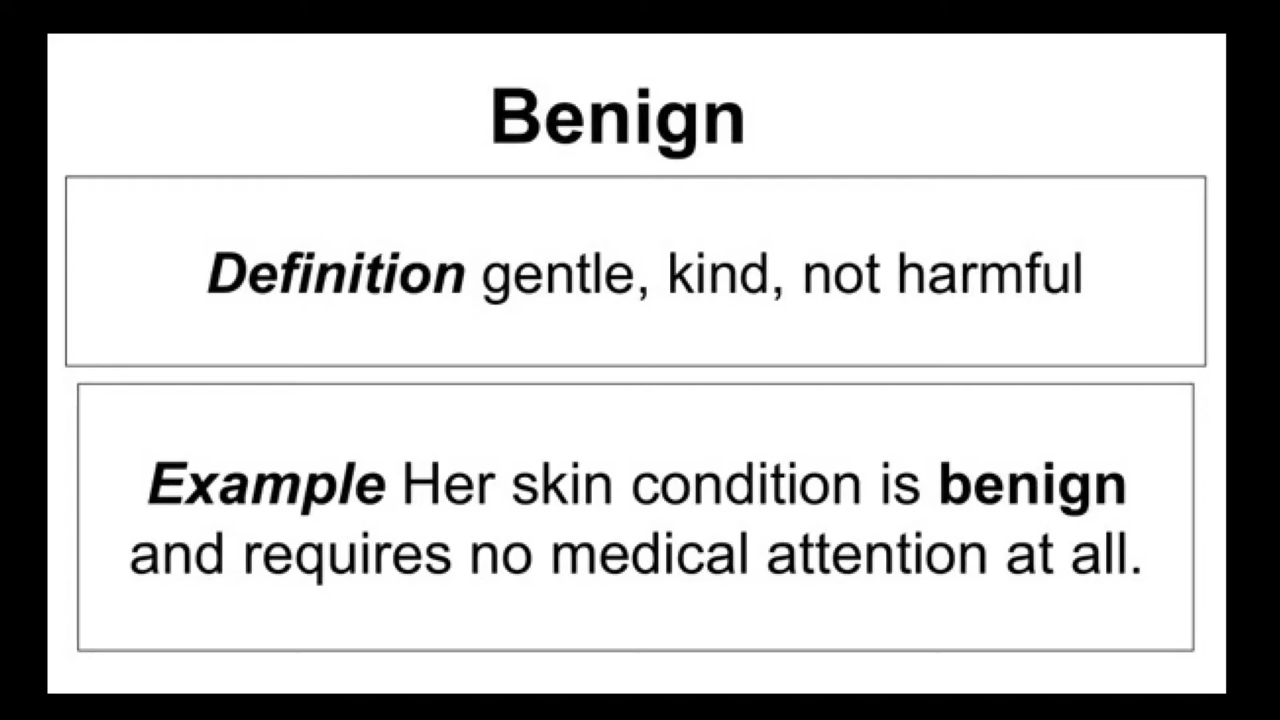 Benign
Definition gentle, kind, not harmful
Example Her skin condition is benign
and requires no medical attention at all.